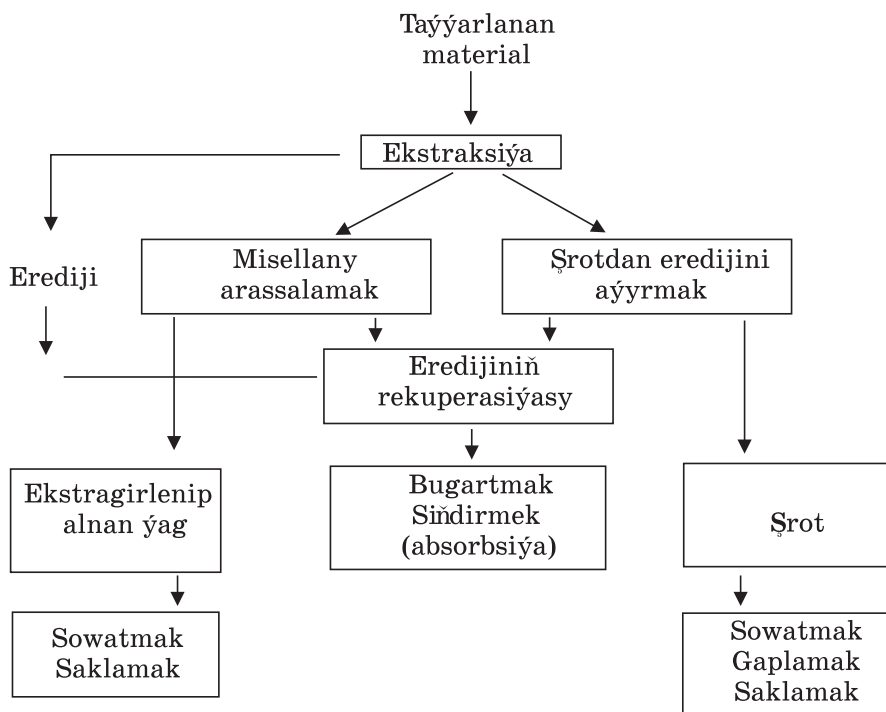 Taýýarlanan
material
Ekstraksiýa
Erediji
Misellany
arassalamak
Şrotdan eredijini
aýyrmak
Eredijiniň
rekuperasiýasy
Ekstragirlenip
alnan ýag
Bugartmak
Siňdirmek
(absorbsiýa)
Şrot
Sowatmak
Saklamak
Sowatmak
Gaplamak
Saklamak